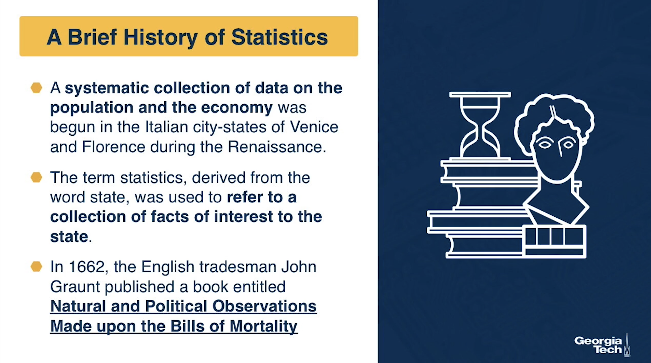 A Brief History of Statistics
A systematic collection of data on the
population and the economy was
begun in the Italian city-states of Venice
and Florence during the Renaissance.
The term statistics, derived from the
word state, was used to refer to a
collection of facts of interest to the
state.
In 1662, the English tradesman John
Graunt published a book entitled
Natural and Political Observations
Made upon the Bills of Mortality
Georgia
Tech